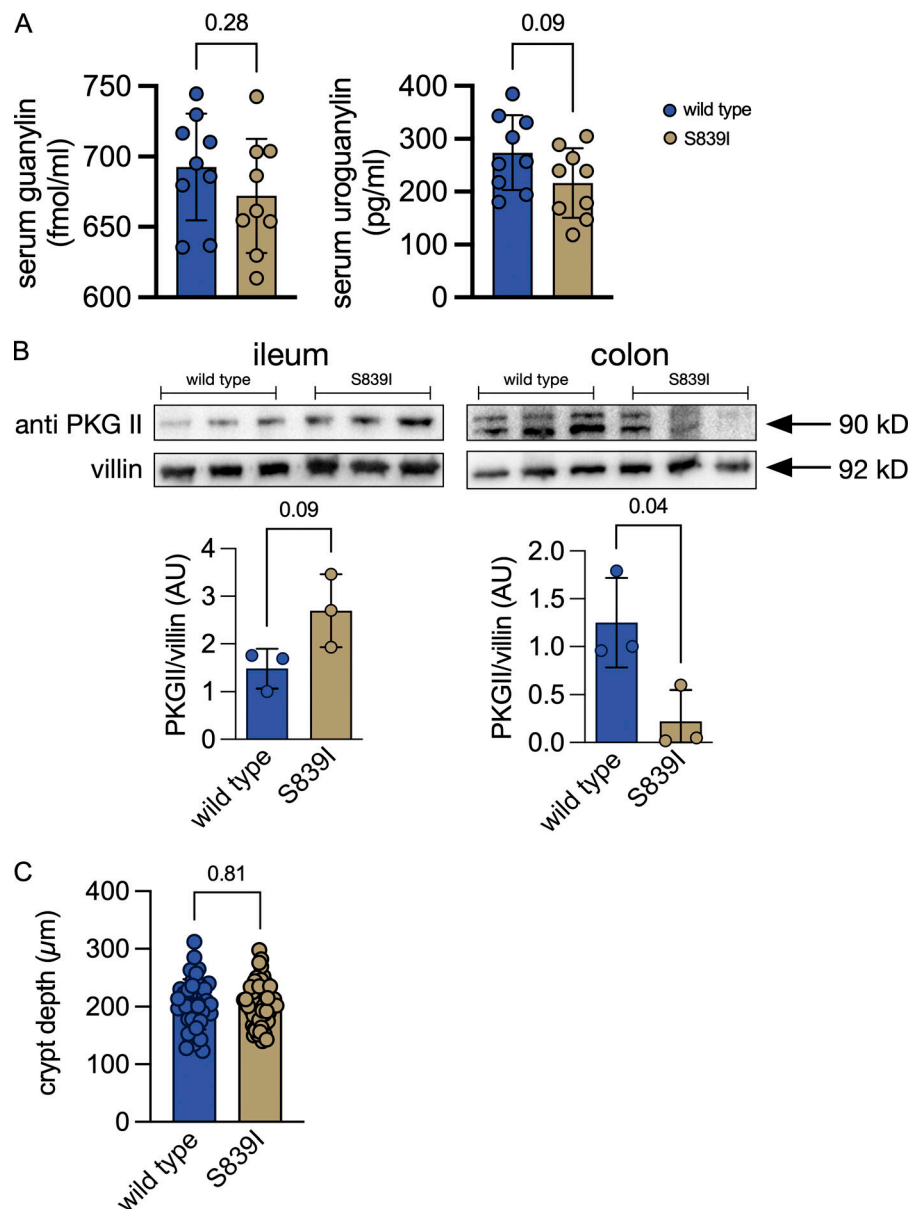 A
0.28
0.09
serum guanylin
(fmol/ml)
750
700
650
600
serum uroguanylin
(pg/ml)
400
300
200
100
0
wild type
S839I
B
ileum
colon
wild type
S839I
wild type
S839I
anti PKG II
90 kD
villin
92 kD
0.09
0.04
PKGII/villin (AU)
4
3
2
1
0
wild type
S839I
PKGII/villin (AU)
2.0
1.5
1.0
0.5
0.0
wild type
S839I
C
0.81
crypt depth (µm)
400
300
200
100
0
wild type
S839I